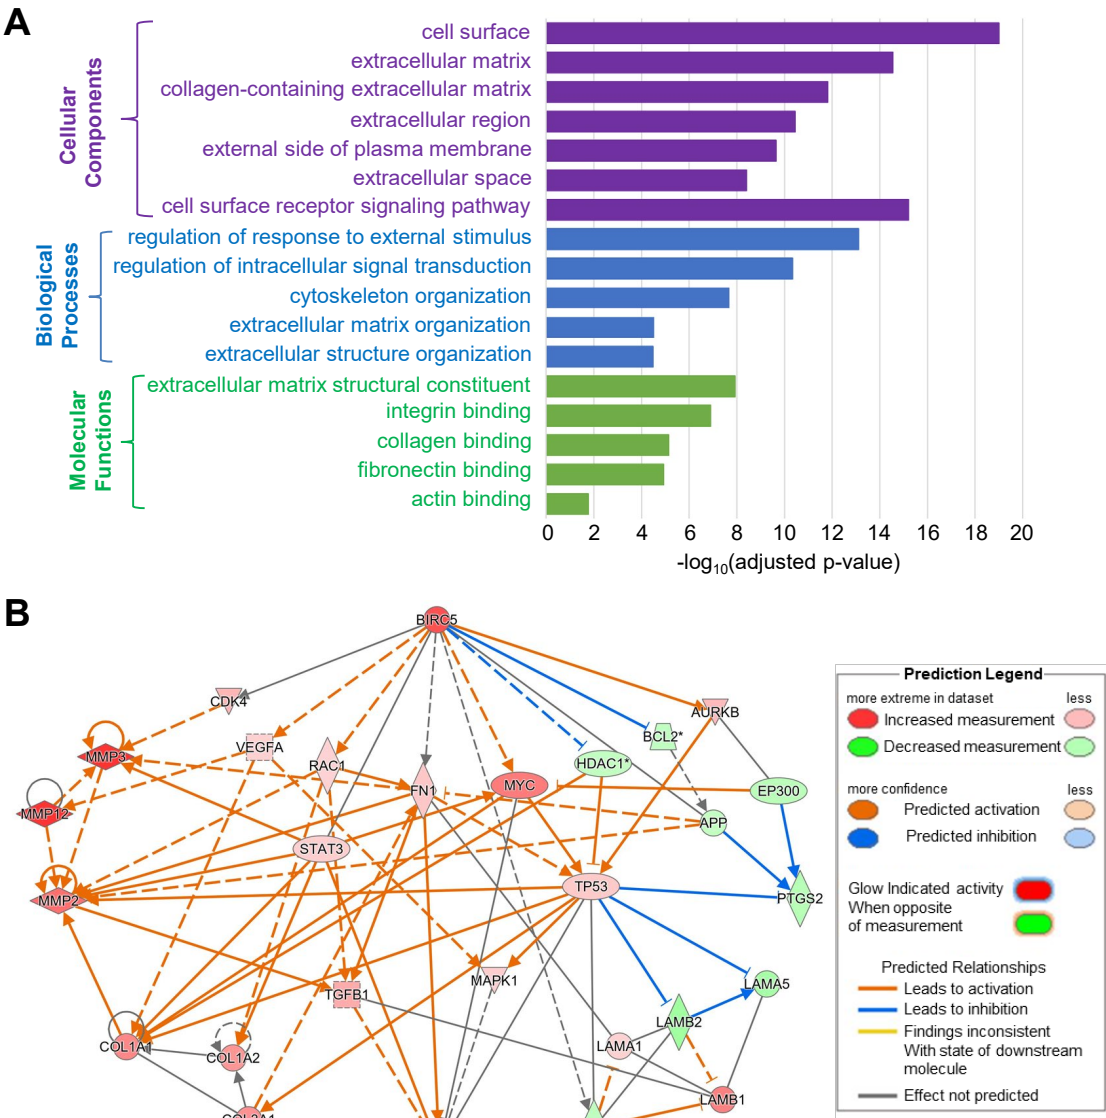 A
Cellular
Components
cell surface
extracellular matrix
collagen-containing extracellular matrix
extracellular region
external side of plasma membrane
extracellular space
cell surface receptor signaling pathway
Biological
Processes
regulation of response to external stimulus
regulation of intracellular signal transduction
cytoskeleton organization
extracellular matrix organization
extracellular structure organization
Molecular
Functions
extracellular matrix structural constituent
integrin binding
collagen binding
fibronectin binding
actin binding
0 2 4 6 8 10 12 14 16 18 20
-log10(adjusted p-value)
B
BIRC5
CDK4
AURKB
BCL2*
VEGFA
MMP3
RAC1
HDAC1*
FN1
MYC
EP300
MMP12
APP
STAT3
TP53
MMP2
PTGS2
MAPK1
LAMA5
TGFB1
LAMB2
COL1A1
COL1A2
LAMA1
LAMB1
COL3A1
Prediction Legend
more extreme in dataset less
Increased measurement
Decreased measurement
more confidence less
Predicted activation
Predicted inhibition
Glow Indicated activity
When opposite
of measurement
Predicted Relationships
Leads to activation
Leads to inhibition
Findings inconsistent
With state of downstream
molecule
Effect not predicted